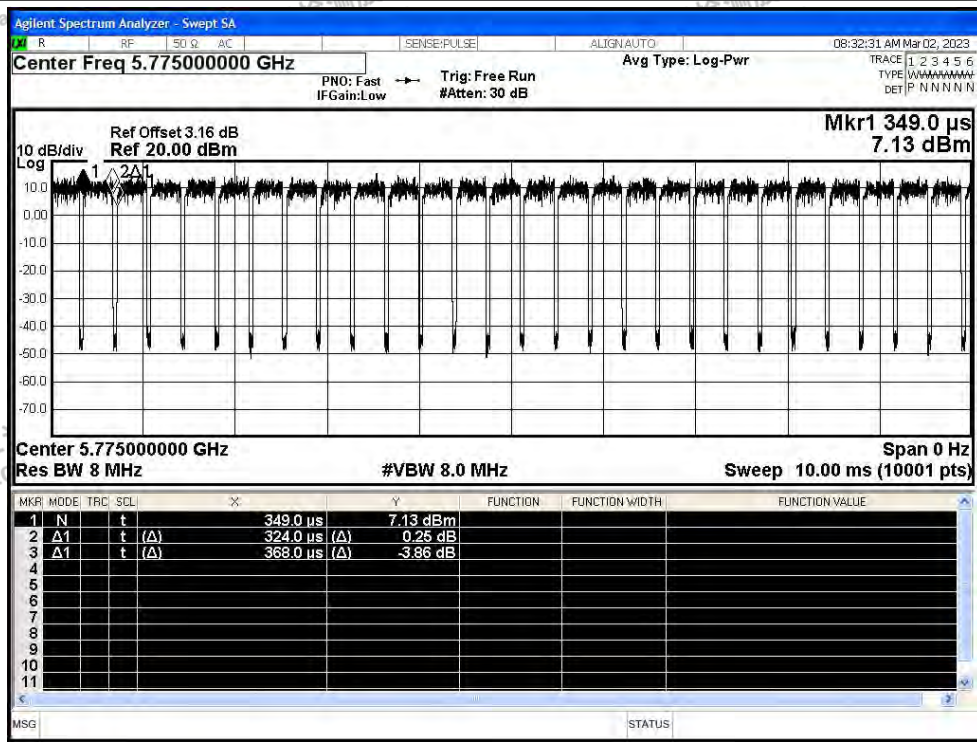 Agilent Spectrum Analyzer - Swept SA
LXI R RF 50 Ω AC SENSE:PULSE ALIGN AUTO 08:32:31 AM Mar 02, 2023
Center Freq 5.775000000 GHz
PNO: Fast
IFGain:Low
Trig: Free Run
#Atten: 30 dB
Avg Type: Log-Pwr
TRACE 1 2 3 4 5 6
TYPE WWWWWW
DET P N N N N N
Mkr1 349.0 µs
7.13 dBm
Ref Offset 3.16 dB
10 dB/div Ref 20.00 dBm
Log
1 2Δ1
10.0
0.00
-10.0
-20.0
-30.0
-40.0
-50.0
-60.0
-70.0
Center 5.775000000 GHz Span 0 Hz
Res BW 8 MHz #VBW 8.0 MHz Sweep 10.00 ms (10001 pts)
MKR MODE TRC SCL X Y FUNCTION FUNCTION WIDTH FUNCTION VALUE
1 N t 349.0 µs 7.13 dBm
2 Δ1 t (Δ) 324.0 µs (Δ) 0.25 dB
3 Δ1 t (Δ) 368.0 µs (Δ) -3.86 dB
4
5
6
7
8
9
10
11
MSG STATUS